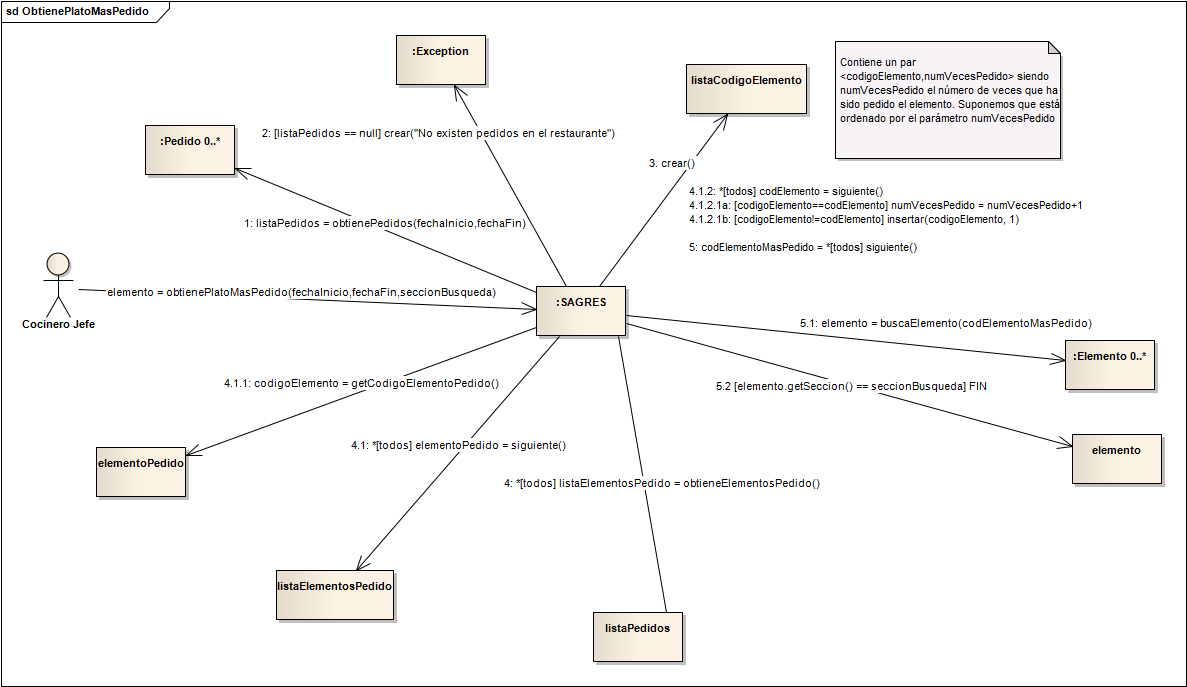 sd ObtienePlatoMasPedido
:Exception
listaCodigoElemento
Contiene un par
<codigoElemento,numVecesPedido> siendo
numVecesPedido el número de veces que ha
sido pedido el elemento. Suponemos que está
ordenado por el parámetro numVecesPedido
:Pedido 0..*
2: [listaPedidos == null] crear("No existen pedidos en el restaurante")
3. crear()
4.1.2: *[todos] codElemento = siguiente()
4.1.2.1a: [codigoElemento==codElemento] numVecesPedido = numVecesPedido+1
4.1.2.1b: [codigoElemento!=codElemento] insertar(codigoElemento, 1)
1: listaPedidos = obtienePedidos(fechaInicio,fechaFin)
5: codElementoMasPedido = *[todos] siguiente()
elemento = obtienePlatoMasPedido(fechaInicio,fechaFin,seccionBusqueda)
:SAGRES
Cocinero Jefe
5.1: elemento = buscaElemento(codElementoMasPedido)
:Elemento 0..*
4.1.1: codigoElemento = getCodigoElementoPedido()
5.2 [elemento.getSeccion() == seccionBusqueda] FIN
4.1: *[todos] elementoPedido = siguiente()
elemento
elementoPedido
4: *[todos] listaElementosPedido = obtieneElementosPedido()
listaElementosPedido
listaPedidos